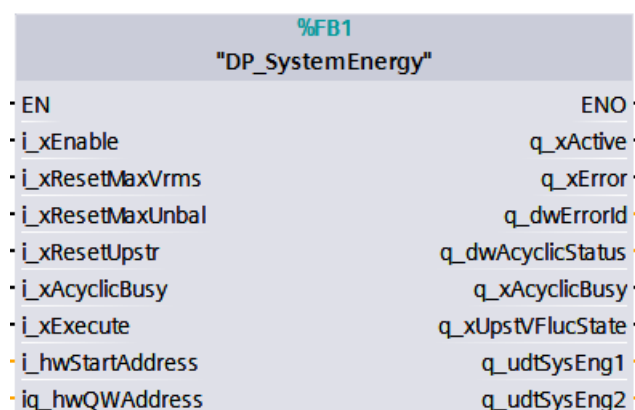 %FB1
"DP_SystemEnergy"
EN ENO
i_xEnable q_xActive
i_xResetMaxVrms q_xError
i_xResetMaxUnbal q_dwErrorId
i_xResetUpstr q_dwAcyclicStatus
i_xAcyclicBusy q_xAcyclicBusy
i_xExecute q_xUpstVFlucState
i_hwStartAddress q_udtSysEng1
iq_hwQWAddress q_udtSysEng2